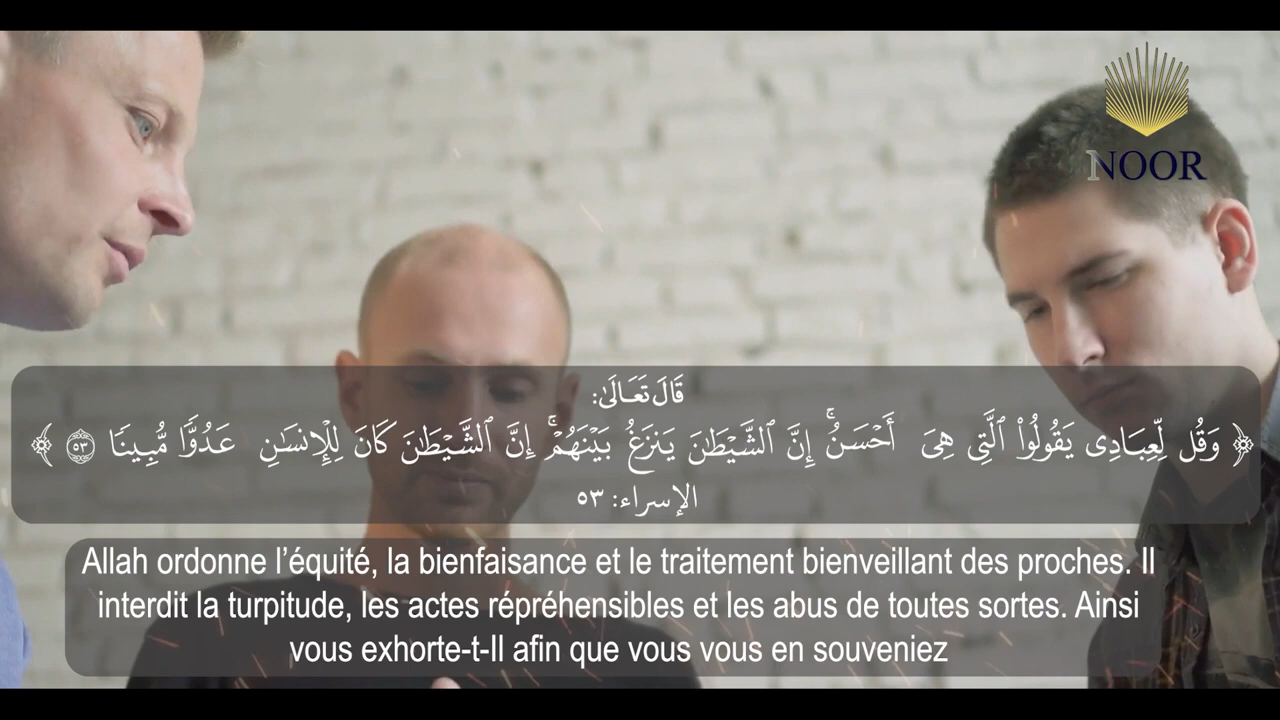 NOOR
قَالَ تَعَالَىٰ:
﴿ وَقُل لِّعِبَادِى يَقُولُوا۟ ٱلَّتِى هِىَ أَحْسَنُ ۚ إِنَّ ٱلشَّيْطَـٰنَ يَنزَغُ بَيْنَهُمْ ۚ إِنَّ ٱلشَّيْطَـٰنَ كَانَ لِلْإِنسَـٰنِ عَدُوًّا مُّبِينًا ٥٣ ﴾
الإسراء: ٥٣
Allah ordonne l’équité, la bienfaisance et le traitement bienveillant des proches. Il
interdit la turpitude, les actes répréhensibles et les abus de toutes sortes. Ainsi
vous exhorte-t-Il afin que vous vous en souveniez